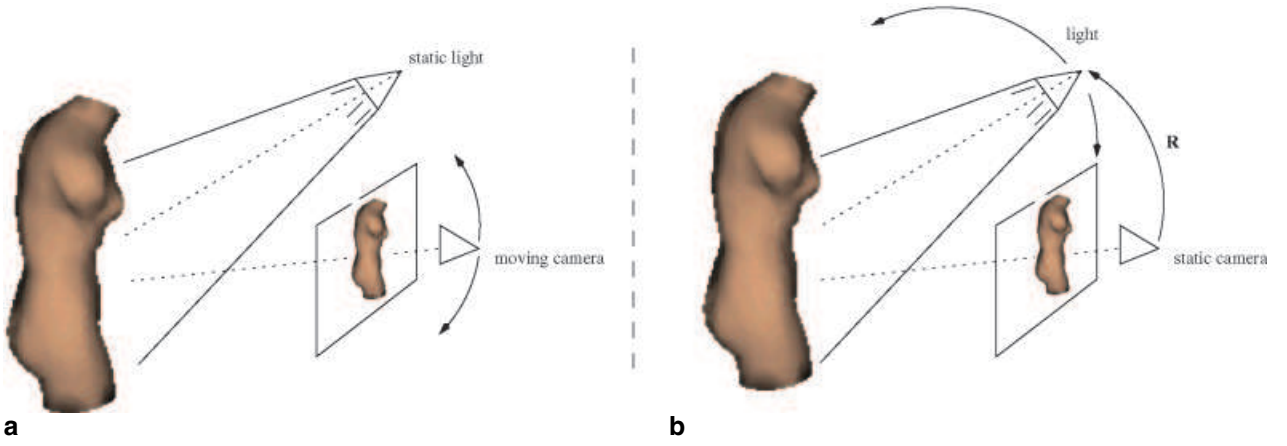 static light
moving camera
a
light
R
static camera
b